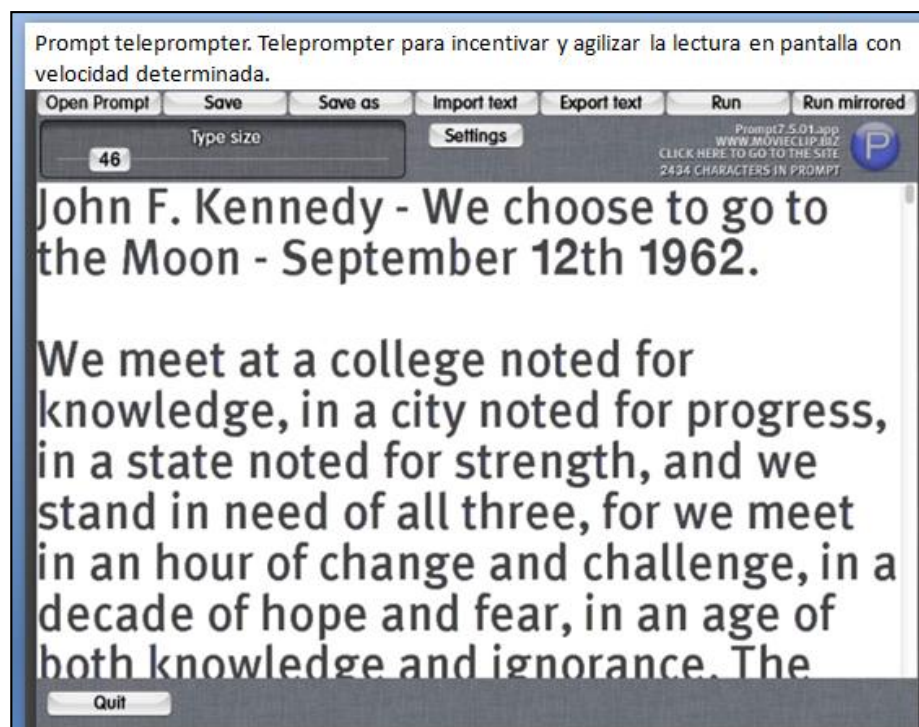 Prompt teleprompter. Teleprompter para incentivar y agilizar la lectura en pantalla con
velocidad determinada.
Open Prompt Save Save as Import text Export text Run Run mirrored
Type size
46
Settings
Prompt7.5.01.app
WWW.MOVIECLIP.BIZ
CLICK HERE TO GO TO THE SITE
2434 CHARACTERS IN PROMPT
P
John F. Kennedy - We choose to go to
the Moon - September 12th 1962.
We meet at a college noted for
knowledge, in a city noted for progress,
in a state noted for strength, and we
stand in need of all three, for we meet
in an hour of change and challenge, in a
decade of hope and fear, in an age of
both knowledge and ignorance. The
Quit